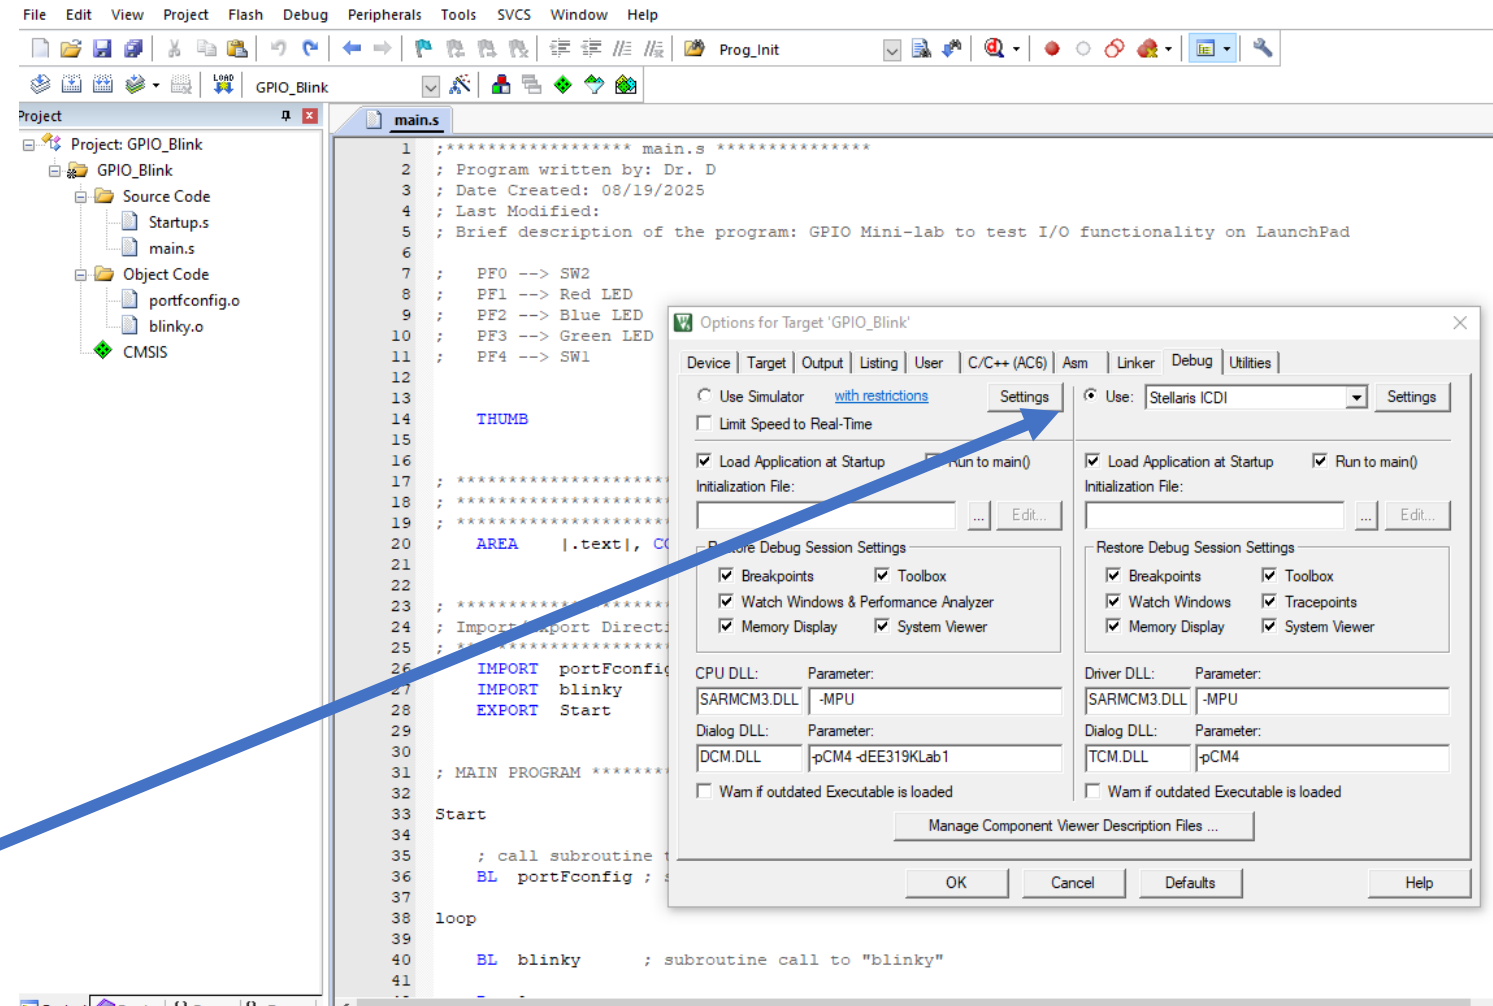 File Edit View Project Flash Debug Peripherals Tools SVCS Window Help
Prog_Init
LOAD GPIO_Blink
Project
main.s
Project: GPIO_Blink
GPIO_Blink
Source Code
Startup.s
main.s
Object Code
portfconfig.o
blinky.o
CMSIS
1 ;****************** main.s ***************
2 ; Program written by: Dr. D
3 ; Date Created: 08/19/2025
4 ; Last Modified:
5 ; Brief description of the program: GPIO Mini-lab to test I/O functionality on LaunchPad
6
7 ; PF0 --> SW2
8 ; PF1 --> Red LED
9 ; PF2 --> Blue LED
10 ; PF3 --> Green LED
11 ; PF4 --> SW1
12
13
14 THUMB
15
16
17 ; *********************
18 ; *********************
19 ; *********************
20 AREA |.text|,
21
22
23 ; *********************
24 ; Import/Export
25 ; *********************
26 IMPORT portFconfig
27 IMPORT blinky
28 EXPORT Start
29
30
31 ; MAIN PROGRAM *******
32
33 Start
34
35 ; call subroutine
36 BL portFconfig ;
37
38 loop
39
40 BL blinky ; subroutine call to "blinky"
41
Options for Target 'GPIO_Blink'
Device Target Output Listing User C/C++ (AC6) Asm Linker Debug Utilities
Use Simulator with restrictions Settings
Limit Speed to Real-Time
Load Application at Startup Run to main()
Initialization File:
... Edit...
Restore Debug Session Settings
Breakpoints Toolbox
Watch Windows & Performance Analyzer
Memory Display System Viewer
CPU DLL: Parameter:
SARMCM3.DLL -MPU
Dialog DLL: Parameter:
DCM.DLL -pCM4 -dEE319KLab1
Warn if outdated Executable is loaded
Use: Stellaris ICDI Settings
Load Application at Startup Run to main()
Initialization File:
... Edit...
Restore Debug Session Settings
Breakpoints Toolbox
Watch Windows Tracepoints
Memory Display System Viewer
Driver DLL: Parameter:
SARMCM3.DLL -MPU
Dialog DLL: Parameter:
TCM.DLL -pCM4
Warn if outdated Executable is loaded
Manage Component Viewer Description Files ...
OK Cancel Defaults Help